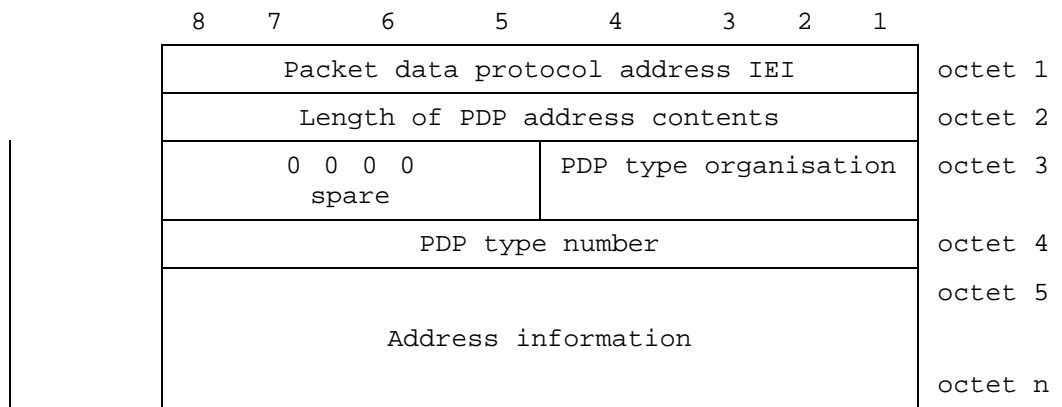 8 7 6 5 4 3 2 1
Packet data protocol address IEI octet 1
Length of PDP address contents octet 2
0 0 0 0 PDP type organisation octet 3
spare
PDP type number octet 4
octet 5
Address information
octet n